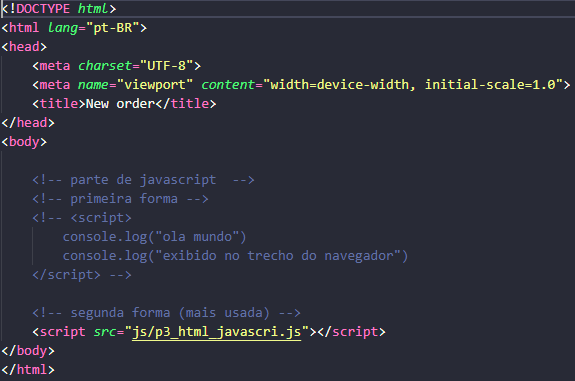 <!DOCTYPE html>
<html lang="pt-BR">
<head>
    <meta charset="UTF-8">
    <meta name="viewport" content="width=device-width, initial-scale=1.0">
    <title>New order</title>
</head>
<body>

    <!-- parte de javascript  -->
    <!-- primeira forma -->
    <!-- <script>
        console.log("ola mundo")
        console.log("exibido no trecho do navegador")
    </script> -->

    <!-- segunda forma (mais usada) -->
    <script src="js/p3_html_javascri.js"></script>
</body>
</html>